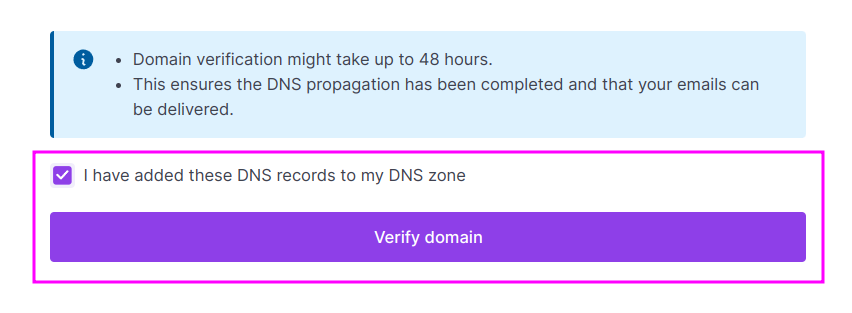 • Domain verification might take up to 48 hours.
• This ensures the DNS propagation has been completed and that your emails can
be delivered.
I have added these DNS records to my DNS zone
Verify domain